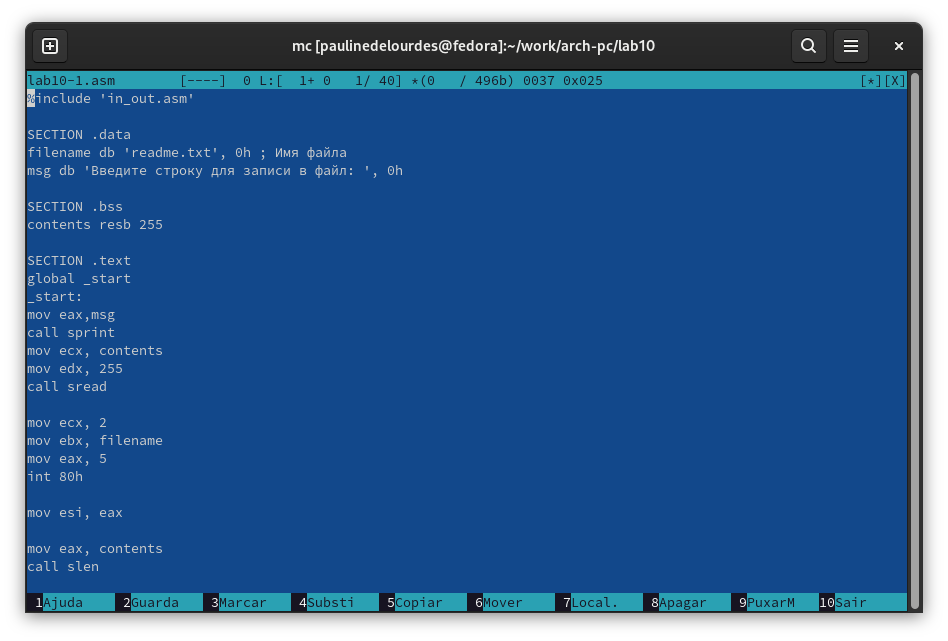 mc [paulinedelourdes@fedora]:~/work/arch-pc/lab10
lab10-1.asm        [----]  0 L:[  1+ 0   1/ 40] *(0   / 496b) 0037 0x025                                [*][X]
%include 'in_out.asm'
SECTION .data
filename db 'readme.txt', 0h ; Имя файла
msg db 'Введите строку для записи в файл: ', 0h
SECTION .bss
contents resb 255
SECTION .text
global _start
_start:
mov eax,msg
call sprint
mov ecx, contents
mov edx, 255
call sread
mov ecx, 2
mov ebx, filename
mov eax, 5
int 80h
mov esi, eax
mov eax, contents
call slen
1Ajuda 2Guarda 3Marcar 4Substi 5Copiar 6Mover 7Local. 8Apagar 9PuxarM 10Sair